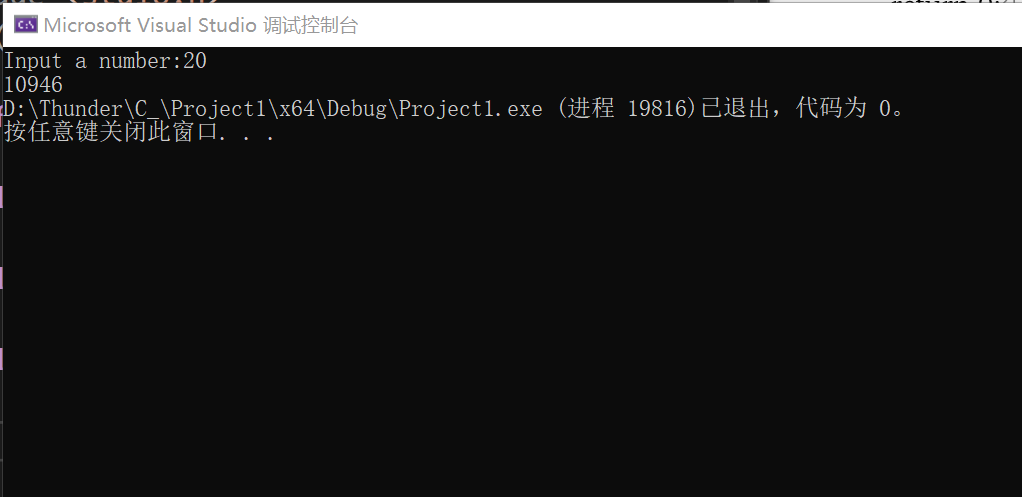 Microsoft Visual Studio 调试控制台
Input a number:20
10946
D:\Thunder\C_\Project1\x64\Debug\Project1.exe (进程 19816)已退出，代码为 0。
按任意键关闭此窗口. . .